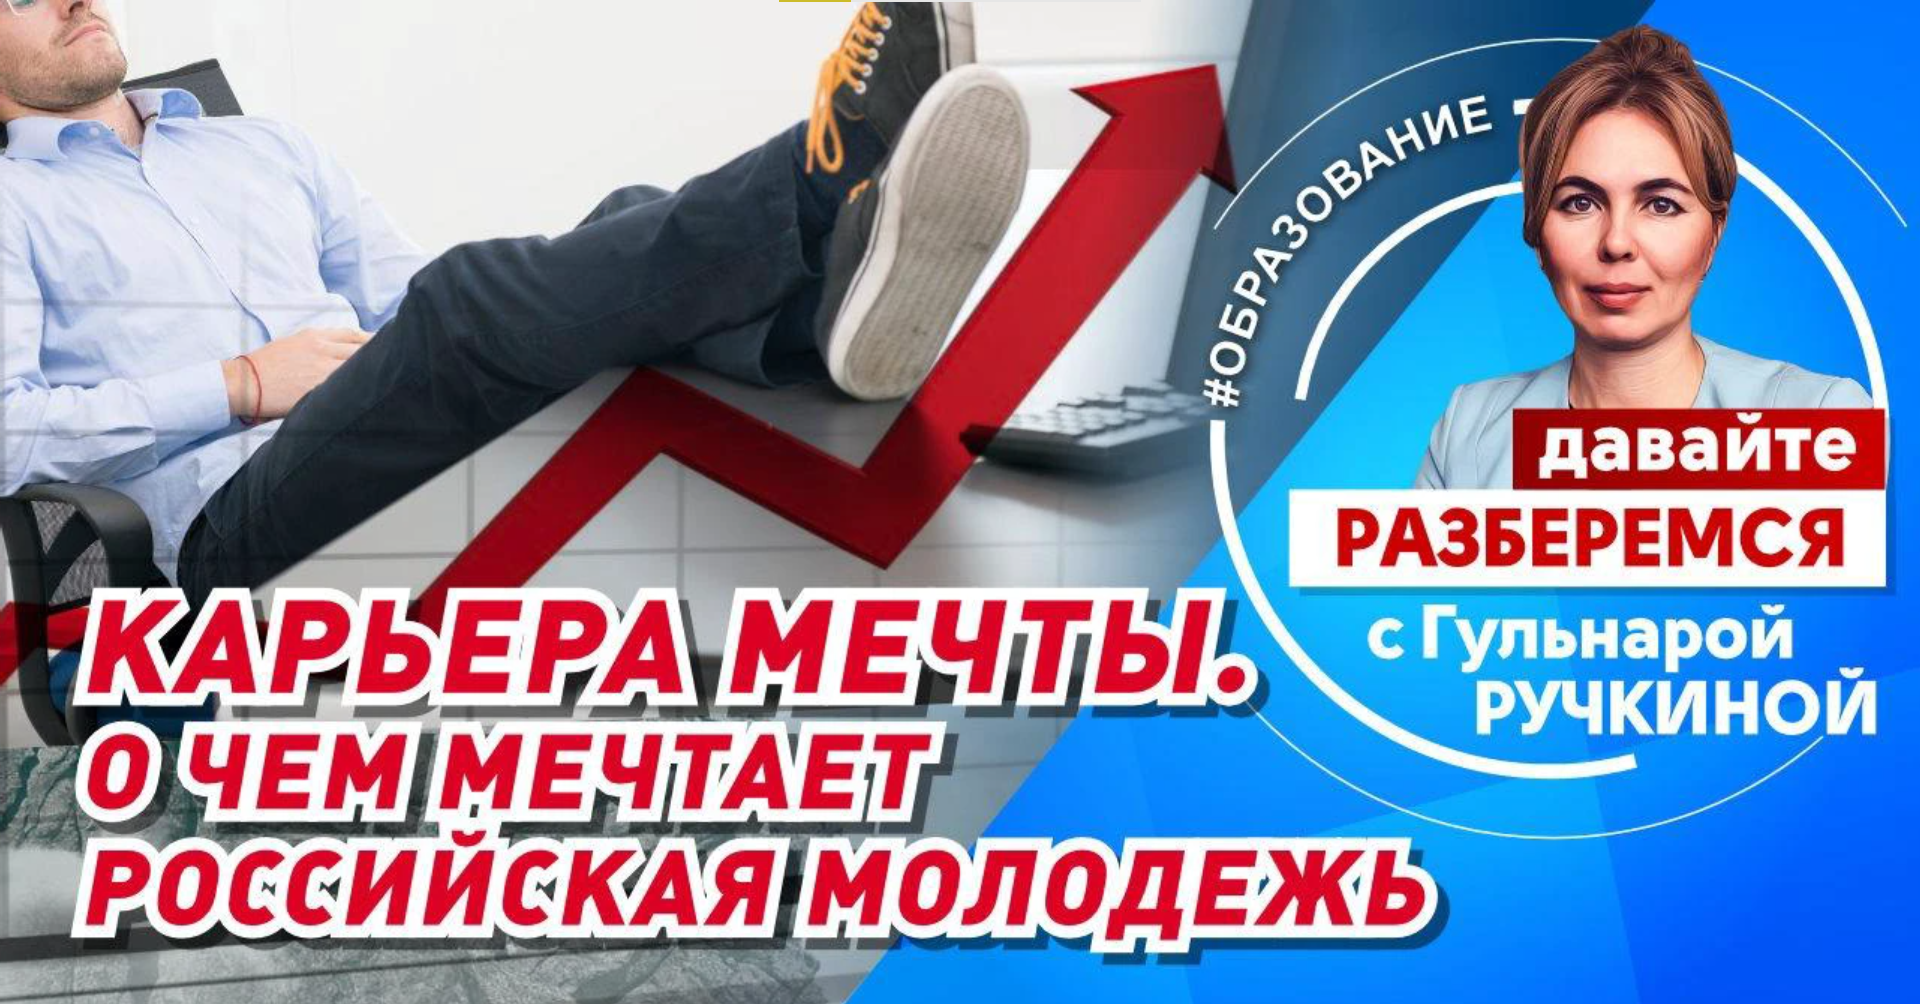 #ОБРАЗОВАНИЕ -
давайте
РАЗБЕРЕМСЯ
с Гульнарой
РУЧКИНОЙ
КАРЬЕРА МЕЧТЫ.
О ЧЕМ МЕЧТАЕТ
РОССИЙСКАЯ МОЛОДЕЖЬ